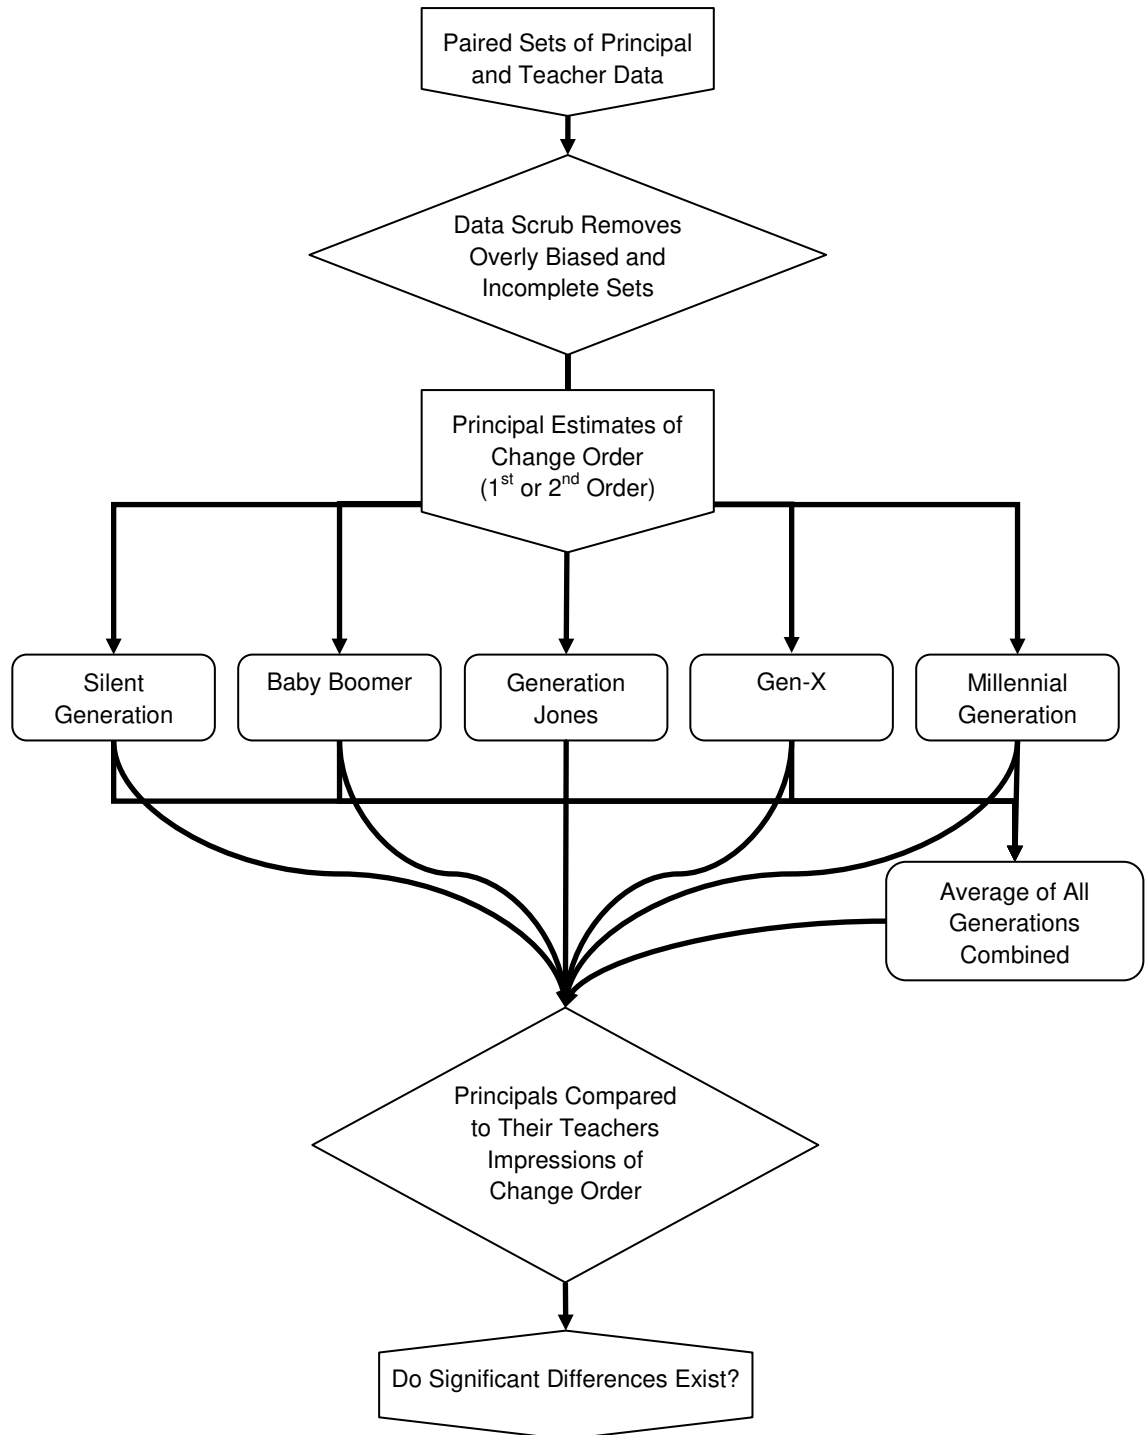 Paired Sets of Principal
and Teacher Data
Data Scrub Removes
Overly Biased and
Incomplete Sets
Principal Estimates of
Change Order
(1st or 2nd Order)
Silent
Generation
Baby Boomer
Generation
Jones
Gen-X
Millennial
Generation
Average of All
Generations
Combined
Principals Compared
to Their Teachers
Impressions of
Change Order
Do Significant Differences Exist?